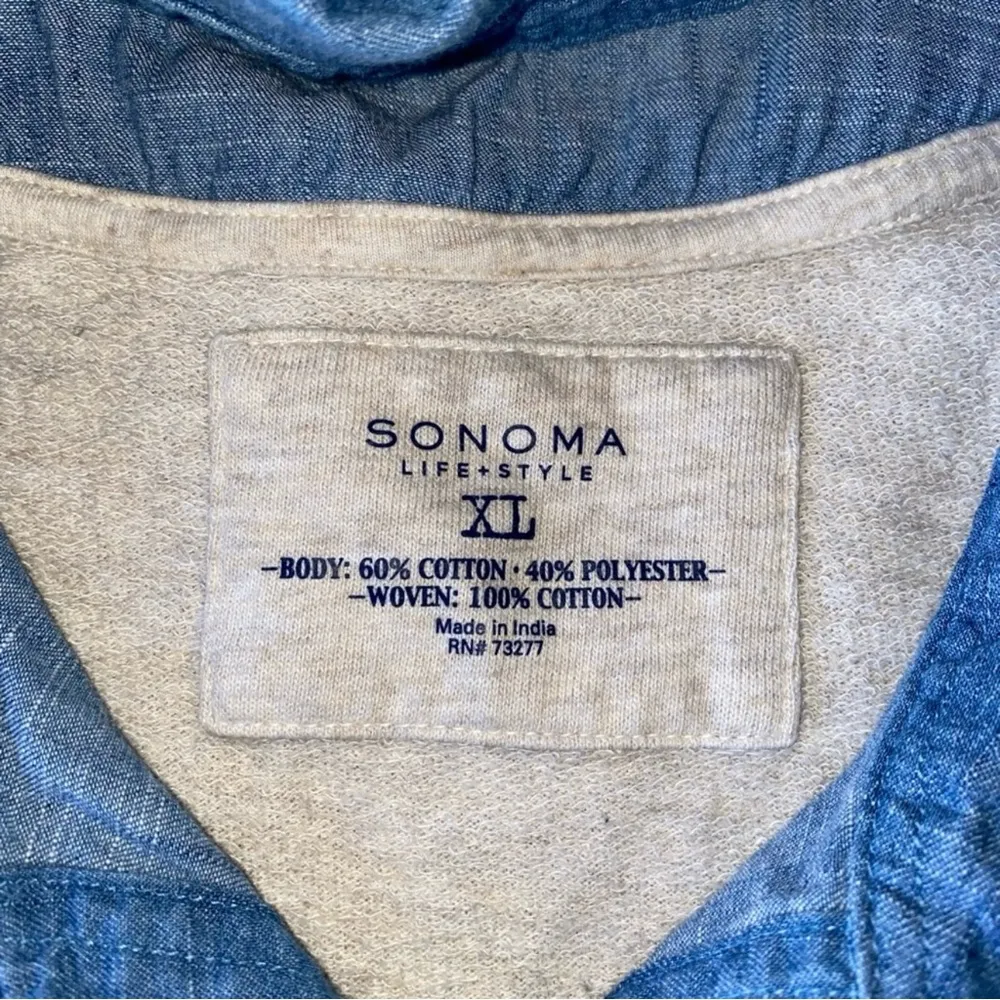 SONOMA
LIFE+STYLE
XL
–BODY: 60% COTTON · 40% POLYESTER–
–WOVEN: 100% COTTON–
Made in India
RN# 73277